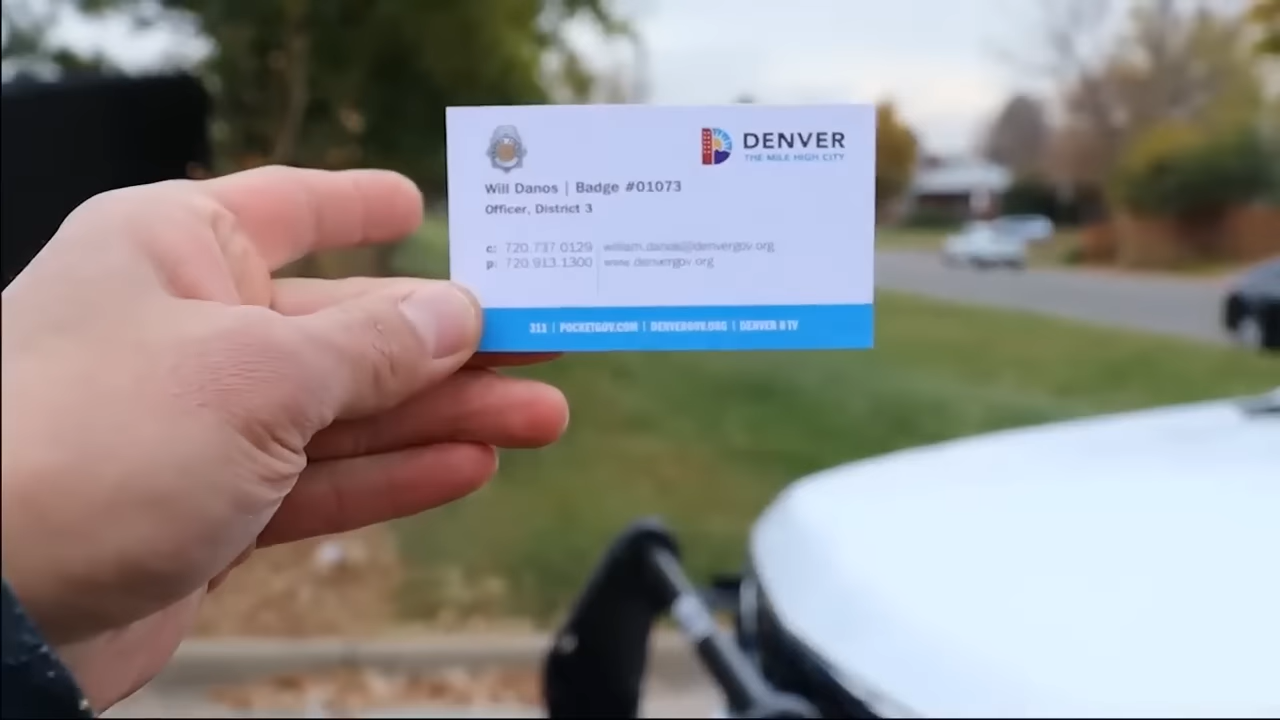 DENVER
THE MILE HIGH CITY
Will Danos | Badge #01073
Officer, District 3
c: 720.737.0129 | william.danos@denvergov.org
p: 720.913.1300 | www.denvergov.org
311 | POCKETGOV.COM | DENVERGOV.ORG | DENVER 8 TV